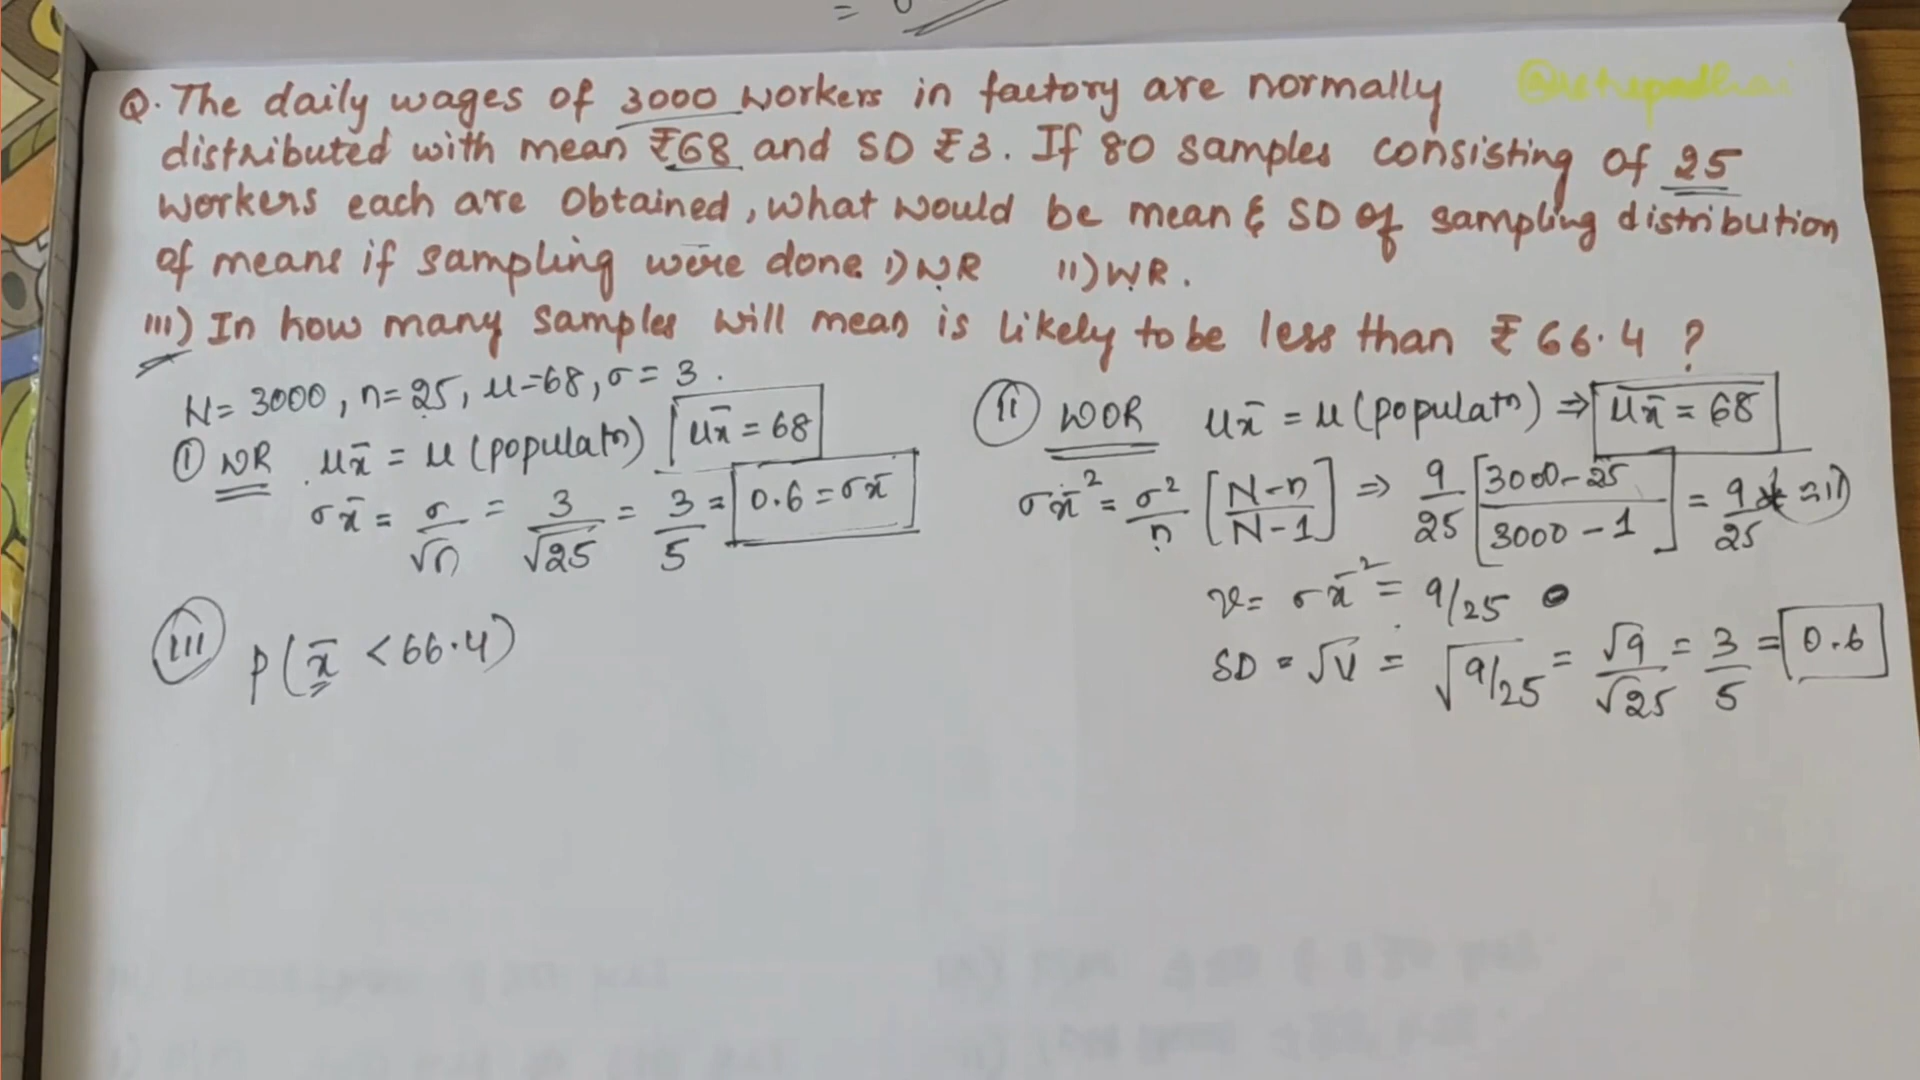 Q. The daily wages of 3000 workers in factory are normally
distributed with mean ₹68 and SD ₹3. If 80 samples consisting of 25
workers each are obtained, what would be mean & SD of sampling distribution
of means if sampling were done i) WR ii) WR.
iii) In how many samples will mean is likely to be less than ₹66.4 ?
N= 3000, n=25, μ=68, σ= 3.
① WR μx̄ = μ (populatn) μx̄ = 68
σx̄ = σ/√n = 3/√25 = 3/5 = 0.6 = σx̄
ii WOR μx̄ = μ (populatn) ⇒ μx̄ = 68
σx̄² = σ²/n [N-n/N-1] ⇒ 9/25 [3000-25/3000-1] = 9/25
V= σx̄² = 9/25
SD = √V = √9/25 = √9/√25 = 3/5 = 0.6
iii P(x̄ < 66.4)